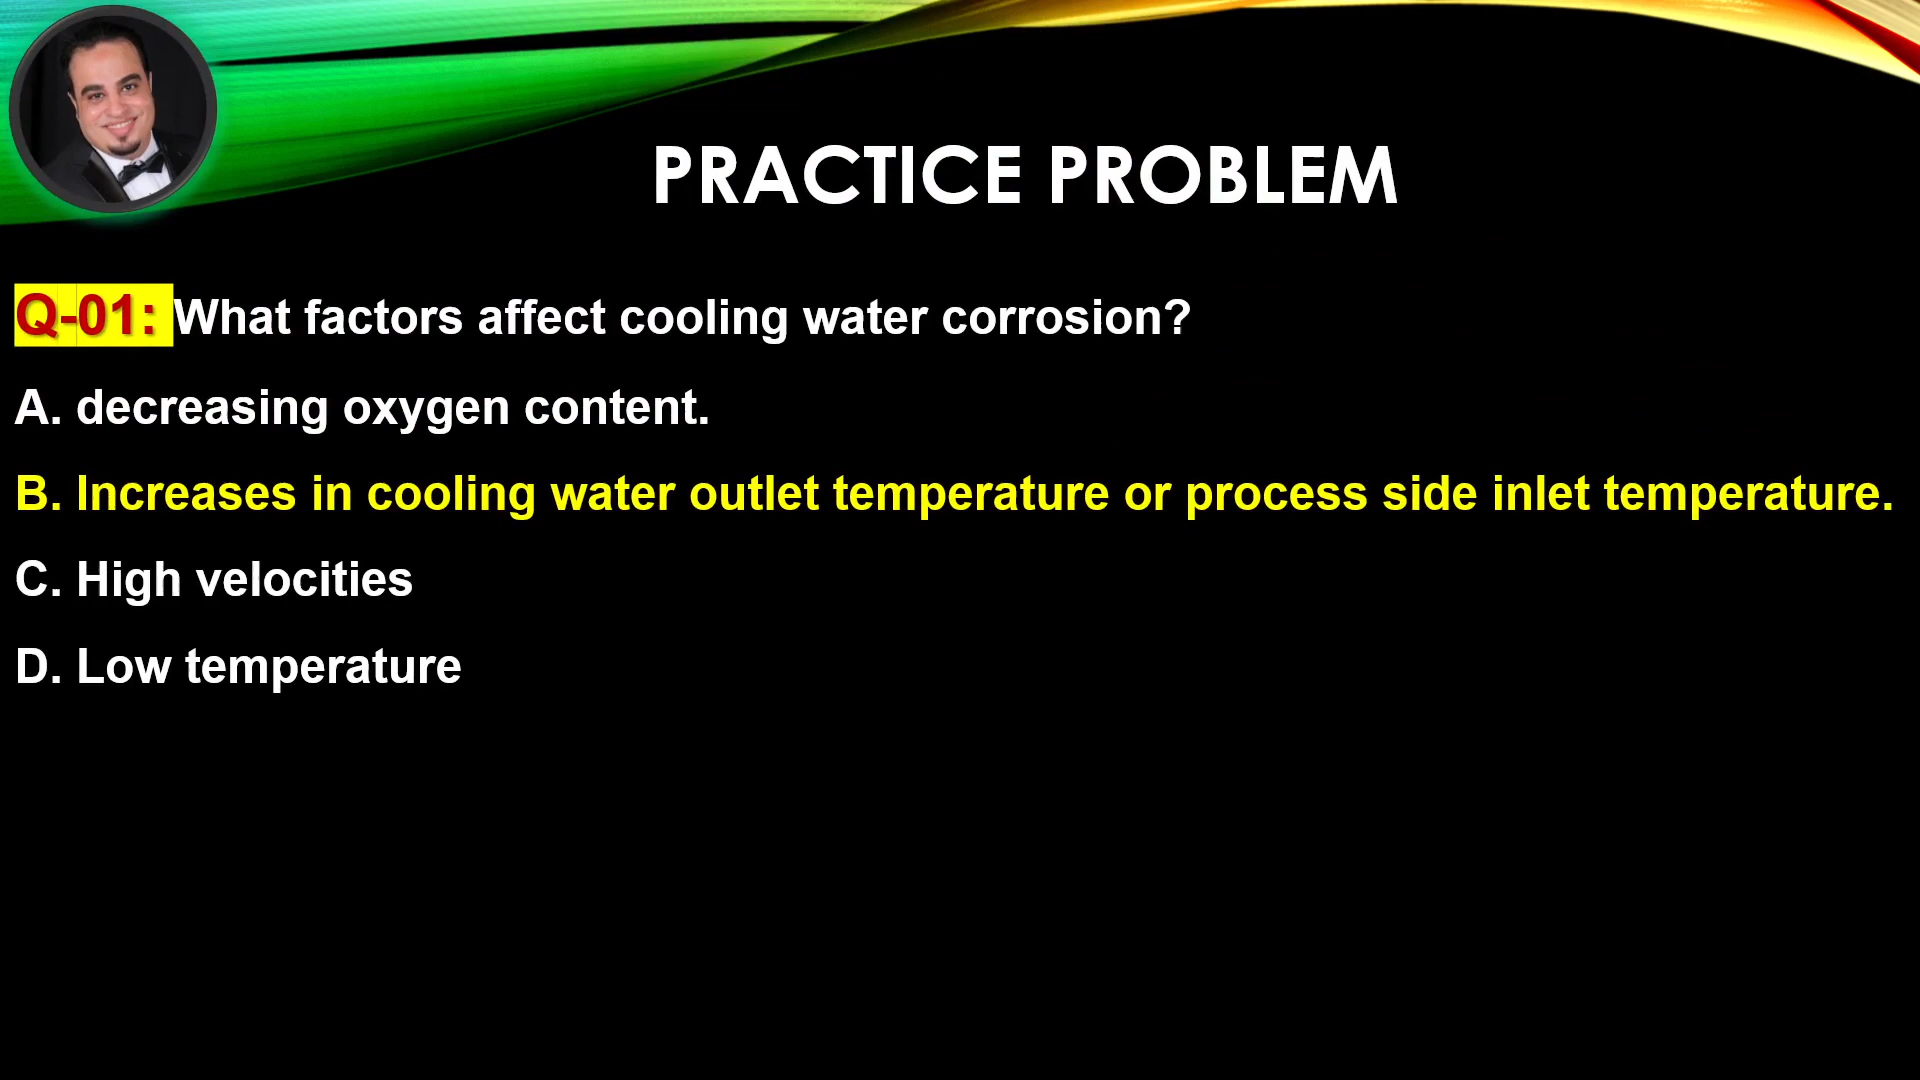 PRACTICE PROBLEM
Q-01: What factors affect cooling water corrosion?
A. decreasing oxygen content.
B. Increases in cooling water outlet temperature or process side inlet temperature.
C. High velocities
D. Low temperature